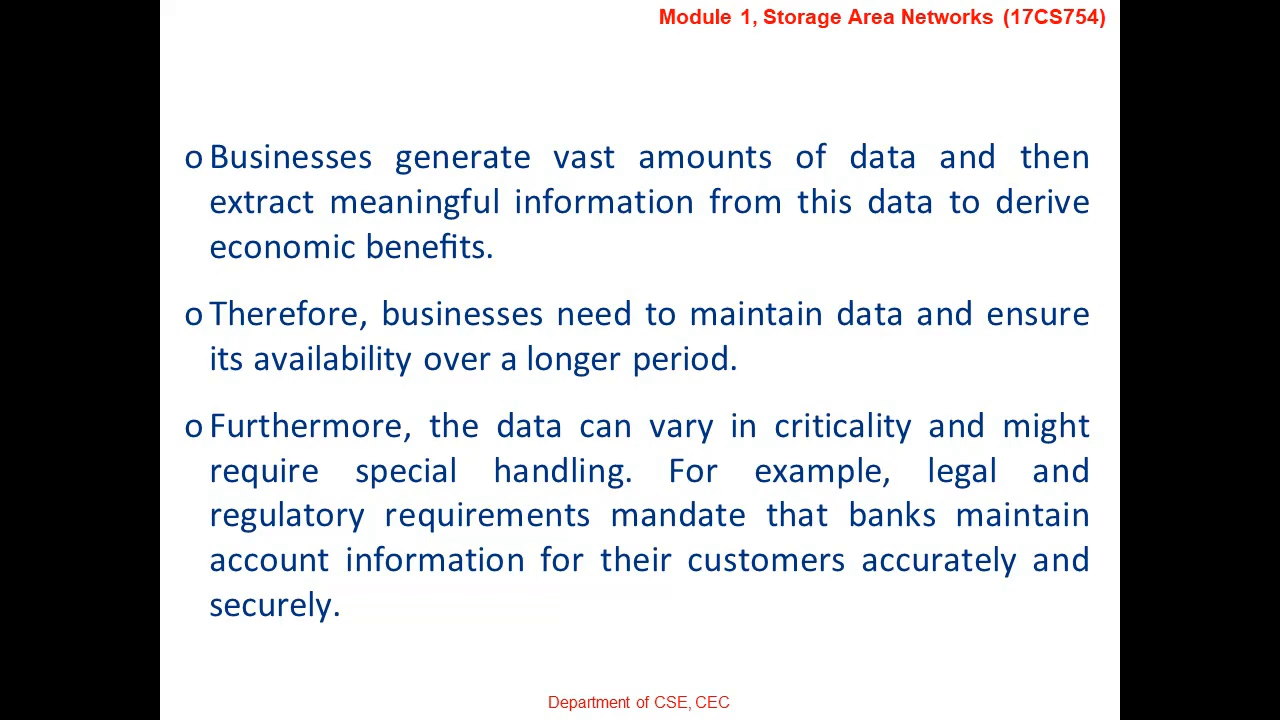 Module 1, Storage Area Networks (17CS754)
o Businesses generate vast amounts of data and then
extract meaningful information from this data to derive
economic benefits.
o Therefore, businesses need to maintain data and ensure
its availability over a longer period.
o Furthermore, the data can vary in criticality and might
require special handling. For example, legal and
regulatory requirements mandate that banks maintain
account information for their customers accurately and
securely.
Department of CSE, CEC